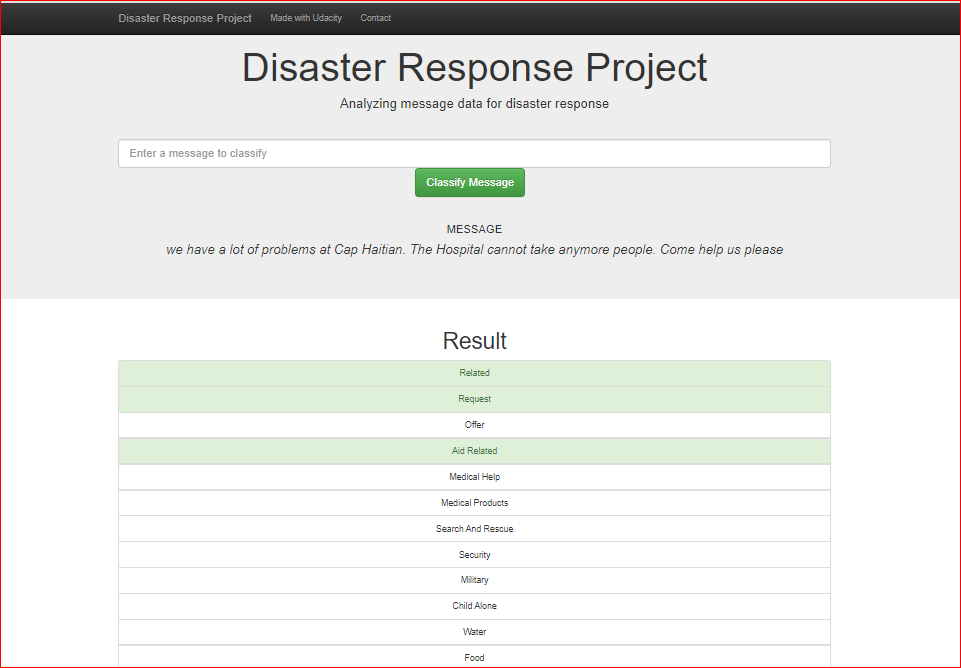 Disaster Response Project Made with Udacity Contact
Disaster Response Project
Analyzing message data for disaster response
Enter a message to classify
Classify Message
MESSAGE
we have a lot of problems at Cap Haitian. The Hospital cannot take anymore people. Come help us please
Result
Related
Request
Offer
Aid Related
Medical Help
Medical Products
Search And Rescue
Security
Military
Child Alone
Water
Food